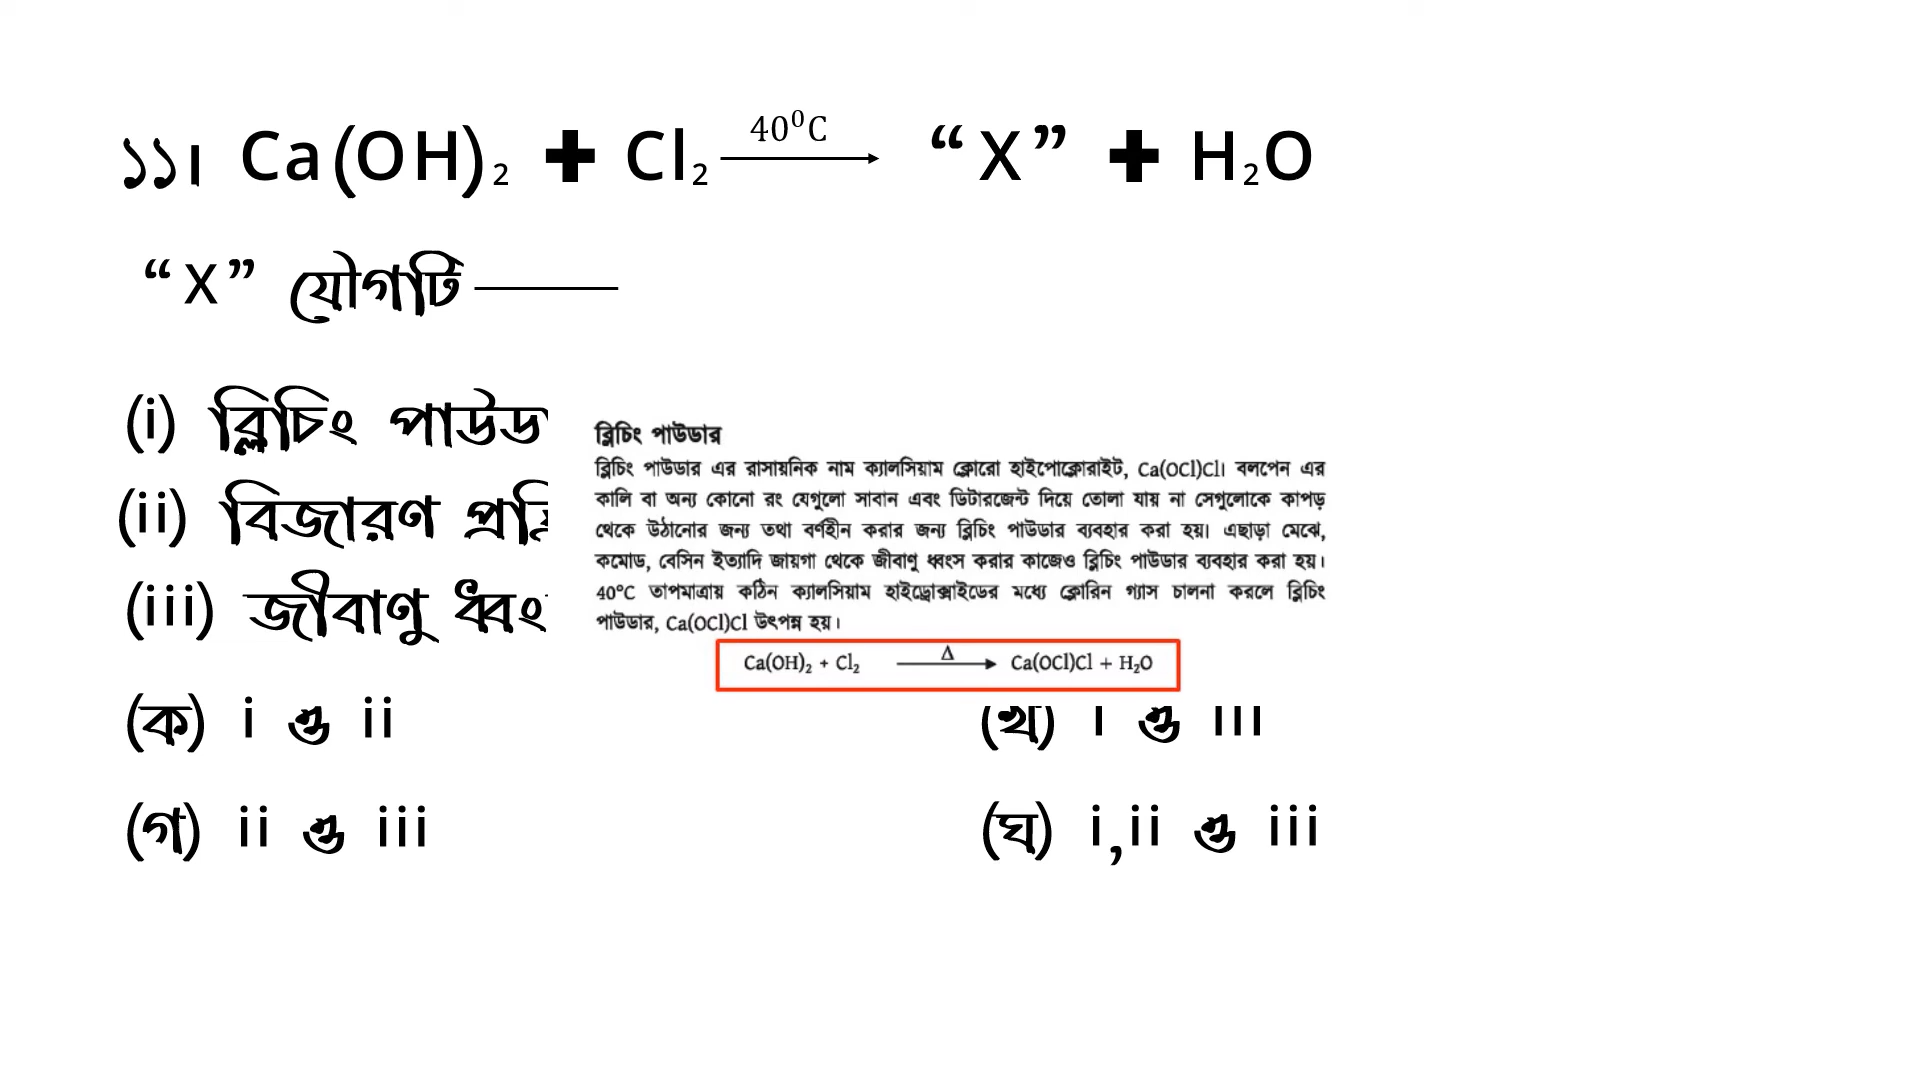 ১১। Ca(OH)₂ + Cl₂ 40⁰C “X” + H₂O
“X” যৌগটি
(i) ব্লিচিং
(ii) বিজারণ
(iii) জীবাণু
ব্লিচিং পাউডার
ব্লিচিং পাউডার এর রাসায়নিক নাম ক্যালসিয়াম ক্লোরো হাইপোক্লোরাইট, Ca(OCl)Cl। বলপেন এর
কালি বা অন্য কোনো রং যেগুলো সাবান এবং ডিটারজেন্ট দিয়ে তোলা যায় না সেগুলোকে কাপড়
থেকে উঠানোর জন্য তথা বর্ণহীন করার জন্য ব্লিচিং পাউডার ব্যবহার করা হয়। এছাড়া মেঝে,
কমোড, বেসিন ইত্যাদি জায়গা থেকে জীবাণু ধ্বংস করার কাজেও ব্লিচিং পাউডার ব্যবহার করা হয়।
40°C তাপমাত্রায় কঠিন ক্যালসিয়াম হাইড্রোক্সাইডের মধ্যে ক্লোরিন গ্যাস চালনা করলে ব্লিচিং
পাউডার, Ca(OCl)Cl উৎপন্ন হয়।
Ca(OH)₂ + Cl₂ Δ Ca(OCl)Cl + H₂O
(ক) i ও ii
(খ) i ও iii
(গ) ii ও iii
(ঘ) i,ii ও iii